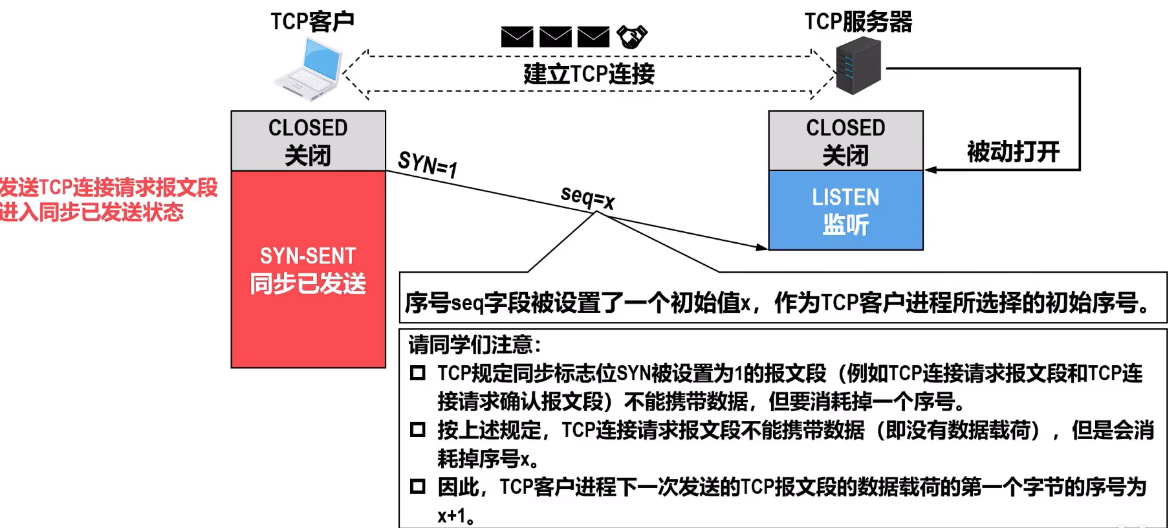 TCP客户
TCP服务器
建立TCP连接
CLOSED
关闭
CLOSED
关闭
被动打开
SYN=1
seq=x
发送TCP连接请求报文段
进入同步已发送状态
LISTEN
监听
SYN-SENT
同步已发送
序号seq字段被设置了一个初始值x，作为TCP客户进程所选择的初始序号。
请同学们注意：
TCP规定同步标志位SYN被设置为1的报文段（例如TCP连接请求报文段和TCP连
接请求确认报文段）不能携带数据，但要消耗掉一个序号。
按上述规定，TCP连接请求报文段不能携带数据（即没有数据载荷），但是会消
耗掉序号x。
因此，TCP客户进程下一次发送的TCP报文段的数据载荷的第一个字节的序号为
x+1。